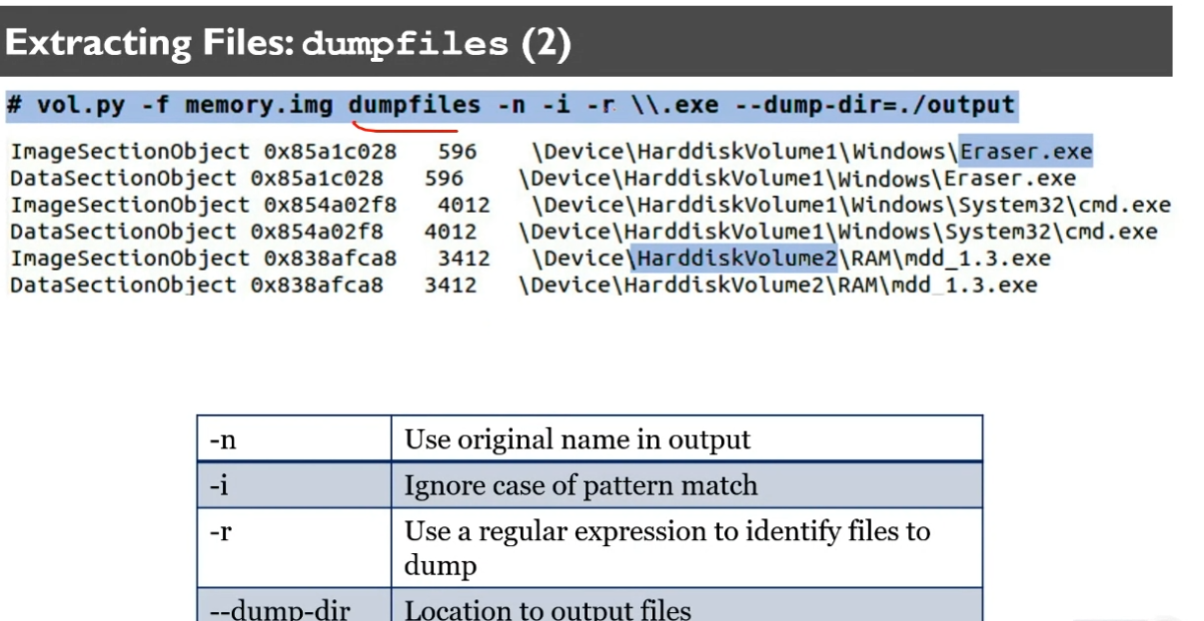 Extracting Files: dumpfiles (2)
# vol.py -f memory.img dumpfiles -n -i -r \\.exe --dump-dir=./output
ImageSectionObject 0x85a1c028 596 \Device\HarddiskVolume1\Windows\Eraser.exe
DataSectionObject 0x85a1c028 596 \Device\HarddiskVolume1\Windows\Eraser.exe
ImageSectionObject 0x854a02f8 4012 \Device\HarddiskVolume1\Windows\System32\cmd.exe
DataSectionObject 0x854a02f8 4012 \Device\HarddiskVolume1\Windows\System32\cmd.exe
ImageSectionObject 0x838afca8 3412 \Device\HarddiskVolume2\RAM\mdd_1.3.exe
DataSectionObject 0x838afca8 3412 \Device\HarddiskVolume2\RAM\mdd_1.3.exe
-n Use original name in output
-i Ignore case of pattern match
-r Use a regular expression to identify files to
dump
--dump-dir Location to output files